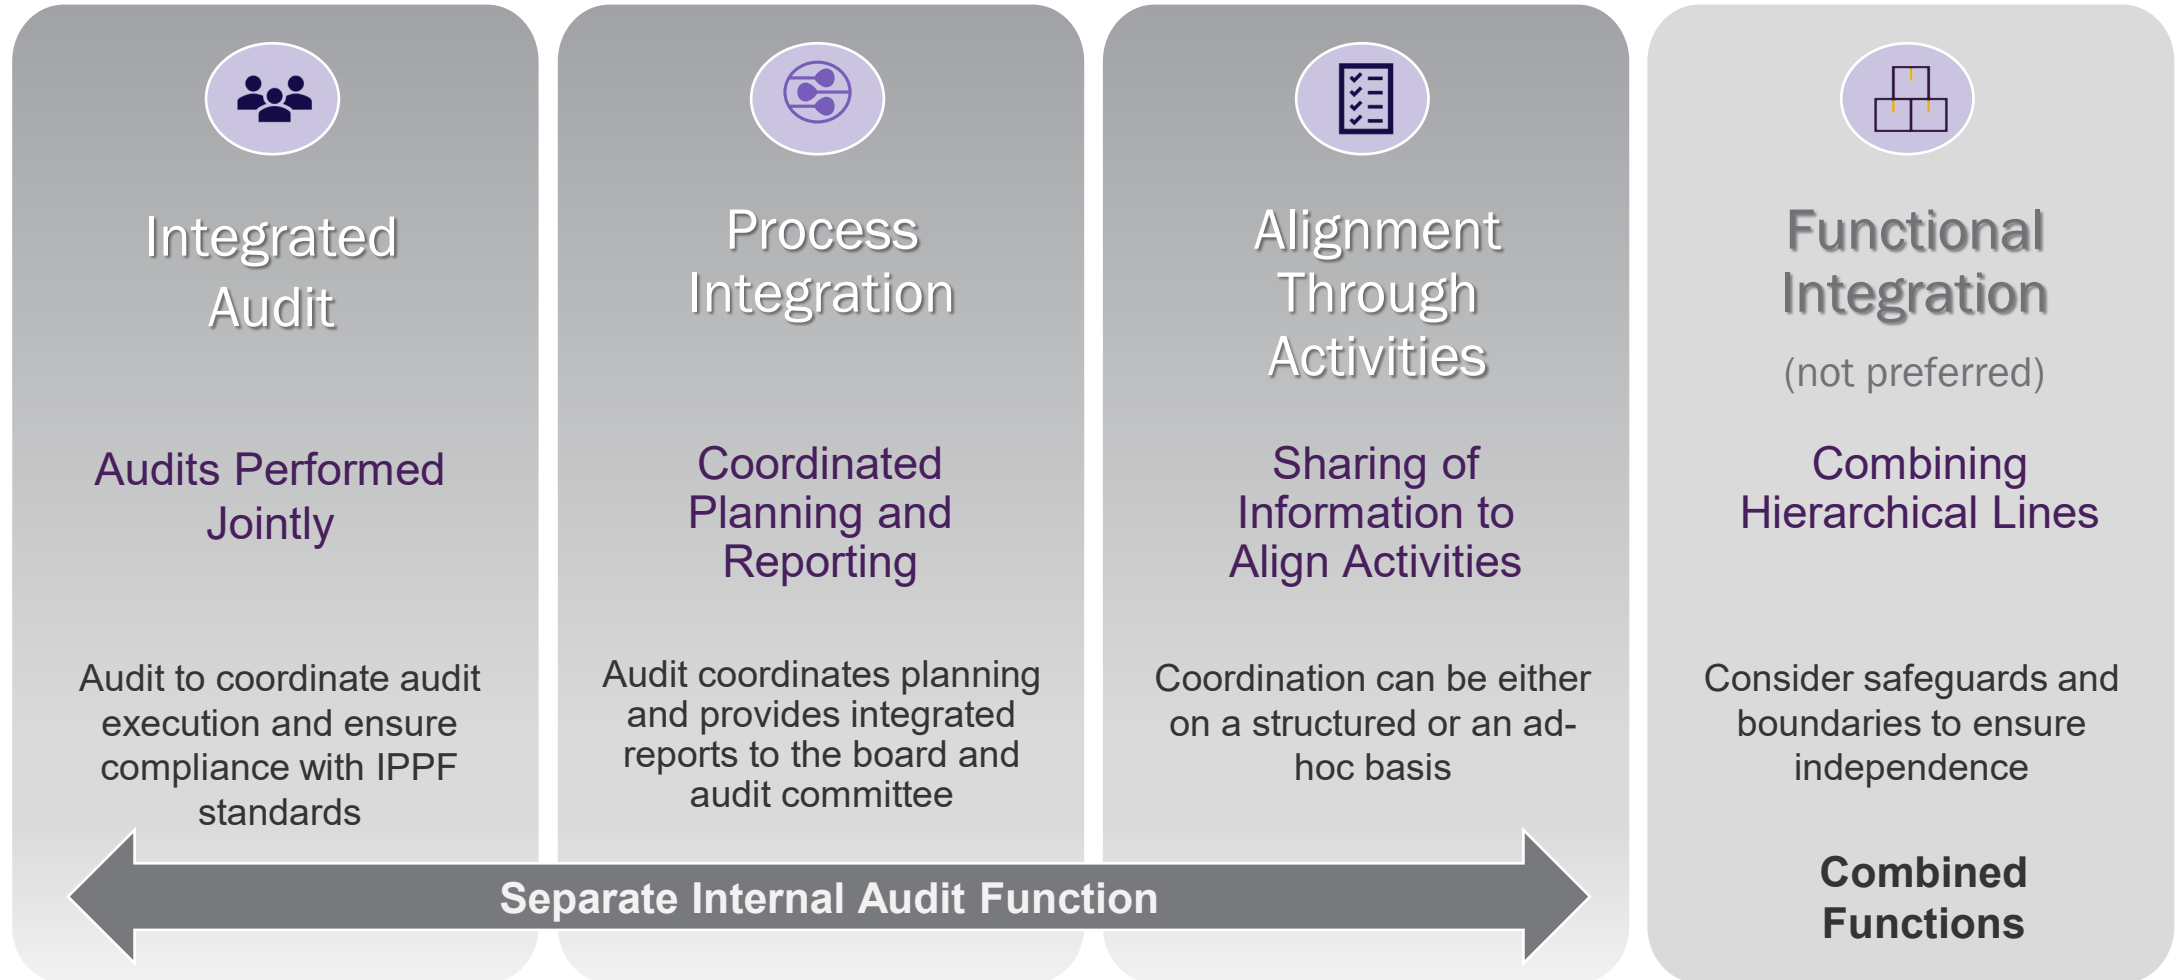 Integrated
Audit
Audits Performed
Jointly
Audit to coordinate audit
execution and ensure
compliance with IPPF
standards
Process
Integration
Coordinated
Planning and
Reporting
Audit coordinates planning
and provides integrated
reports to the board and
audit committee
Alignment
Through
Activities
Sharing of
Information to
Align Activities
Coordination can be either
on a structured or an ad-
hoc basis
Separate Internal Audit Function
Functional
Integration
(not preferred)
Combining
Hierarchical Lines
Consider safeguards and
boundaries to ensure
independence
Combined
Functions